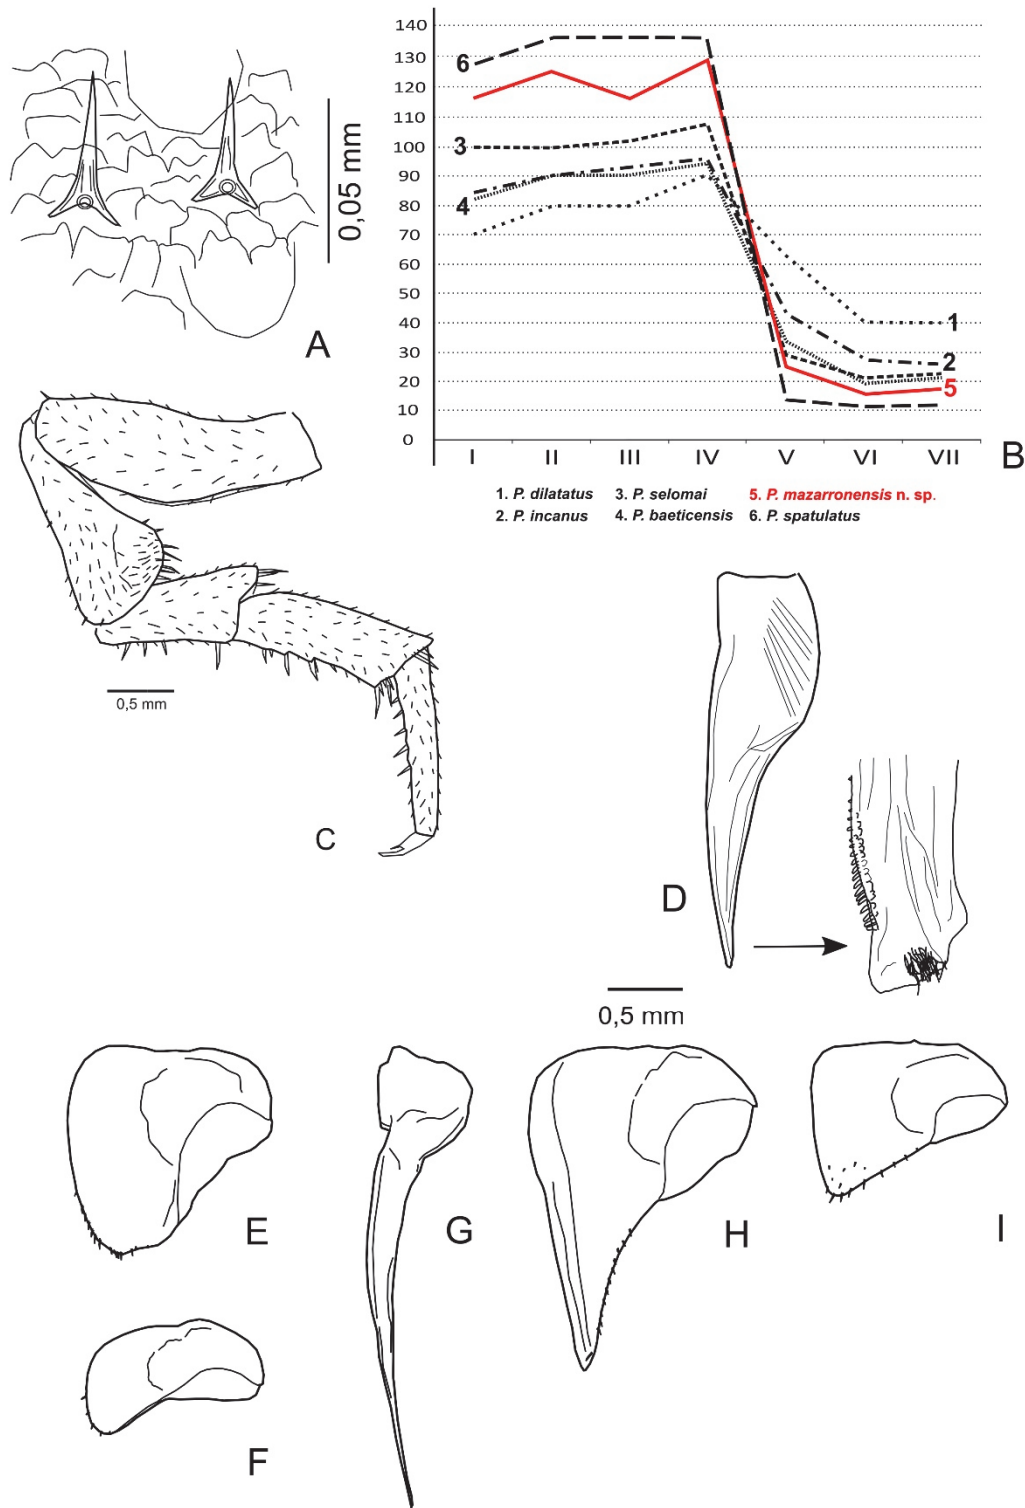 0,05 mm
A
140
130
120
110
100
90
80
70
60
50
40
30
20
10
0
6
3
4
1
2
5
I II III IV V VI VII
B
1. P. dilatatus 3. P. selomai 5. P. mazarronensis n. sp.
2. P. incanus 4. P. baeticensis 6. P. spatulatus
0,5 mm
C
D
0,5 mm
E
G
H
I
F